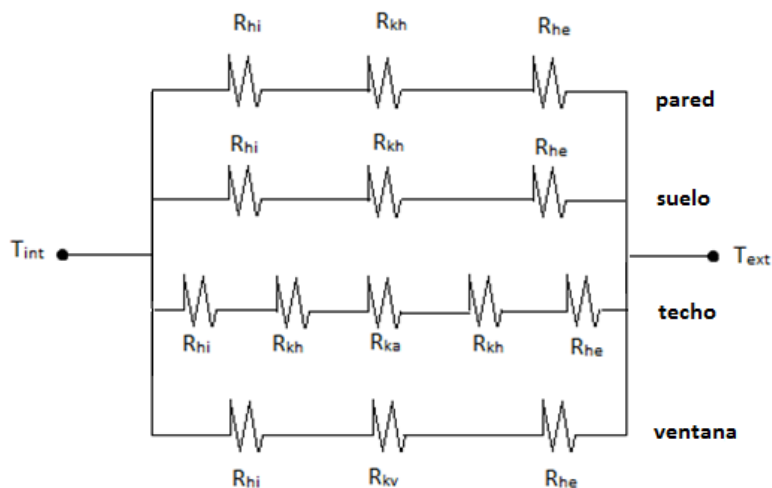 Rhi Rkh Rhe
pared
Rhi Rkh Rhe
suelo
Tint Text
techo
Rhi Rkh Rka Rkh Rhe
ventana
Rhi Rkv Rhe